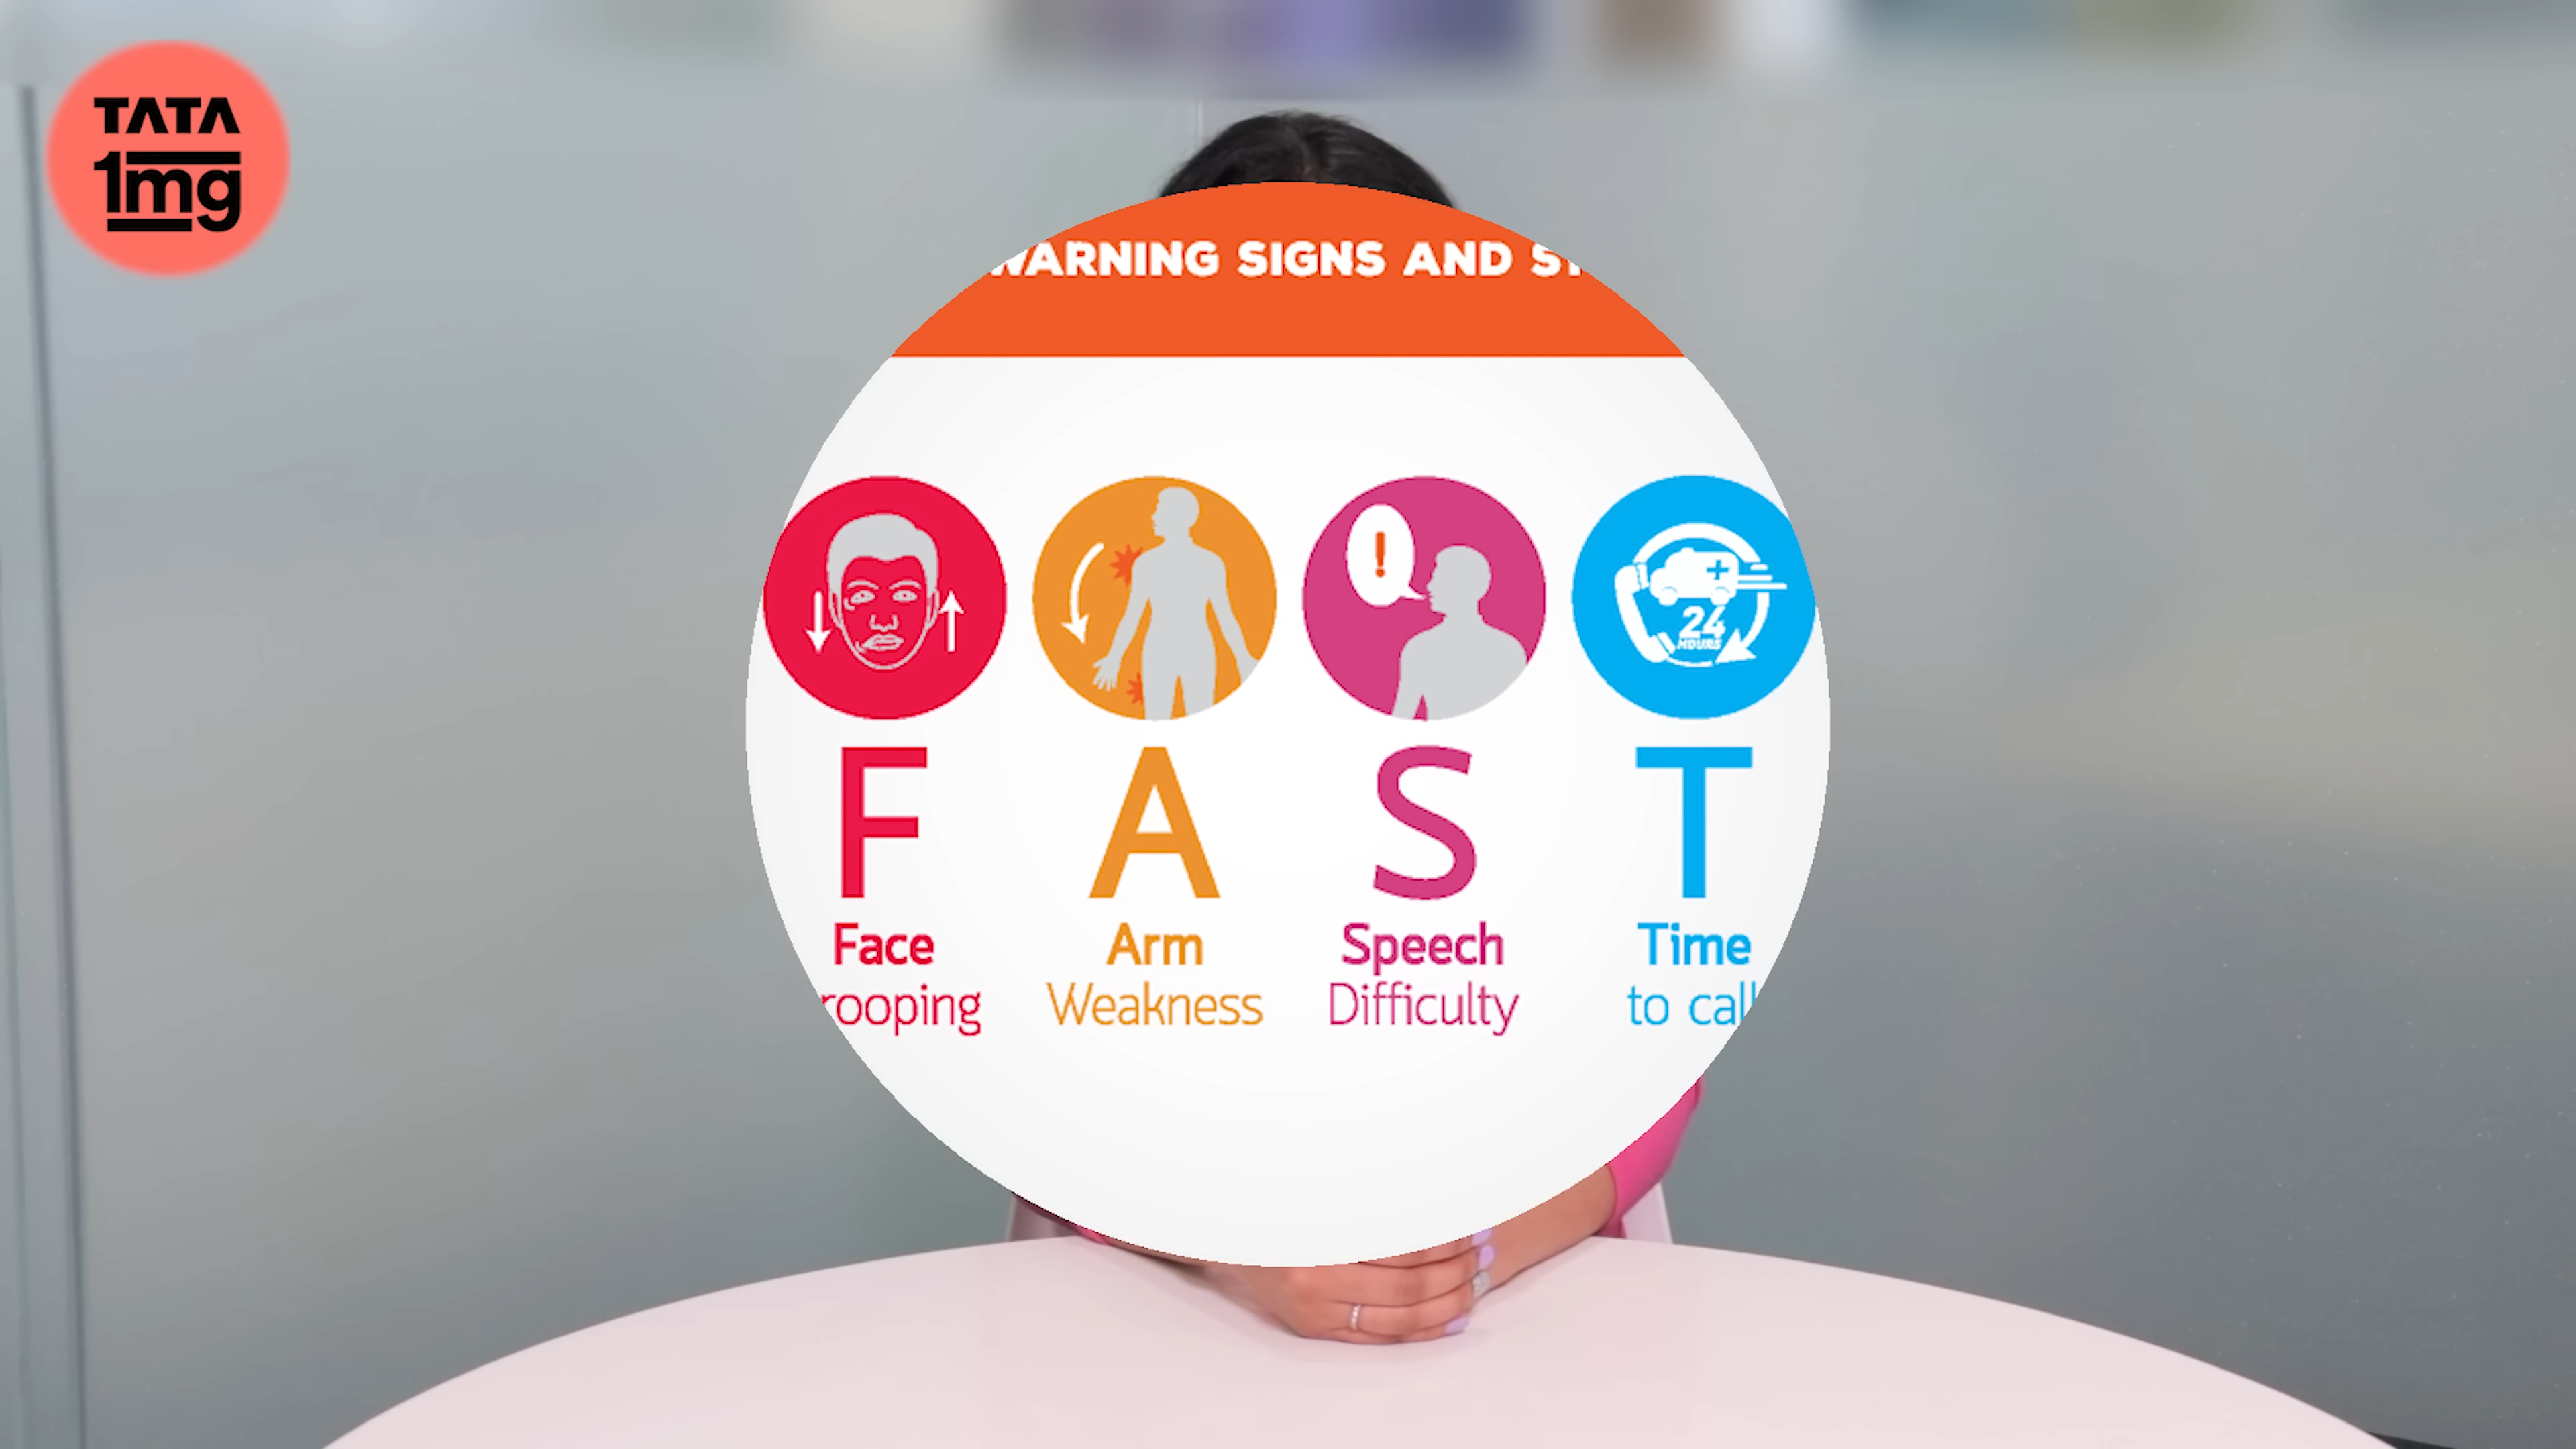 TATA
1mg
WARNING SIGNS AND
!
24
HOURS
F A S T
Face Arm Speech Time
rooping Weakness Difficulty to call